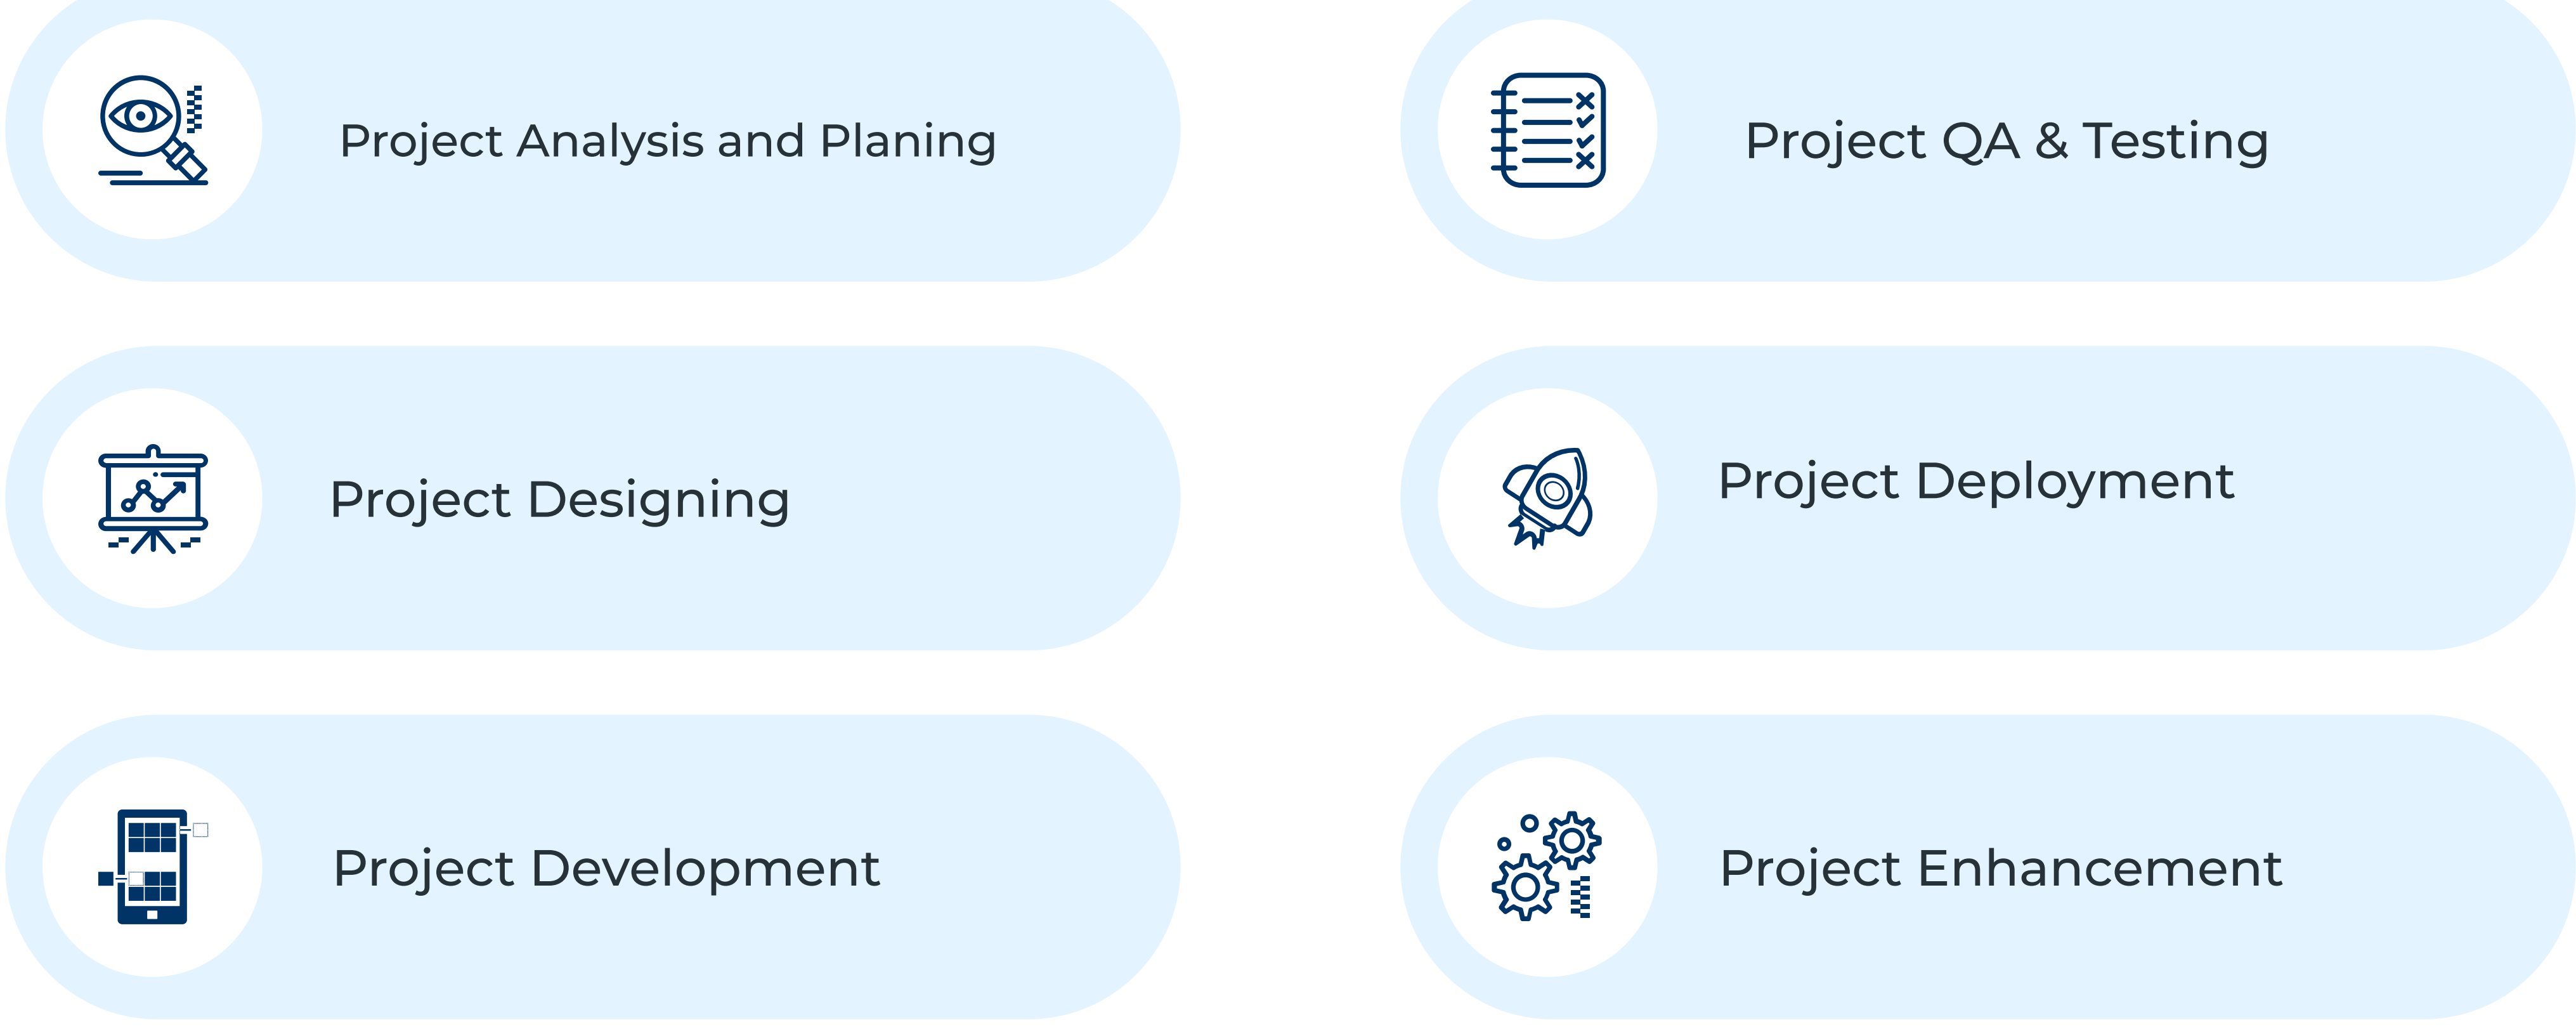 Project Analysis and Planing
Project Designing
Project Development
Project QA & Testing
Project Deployment
Project Enhancement